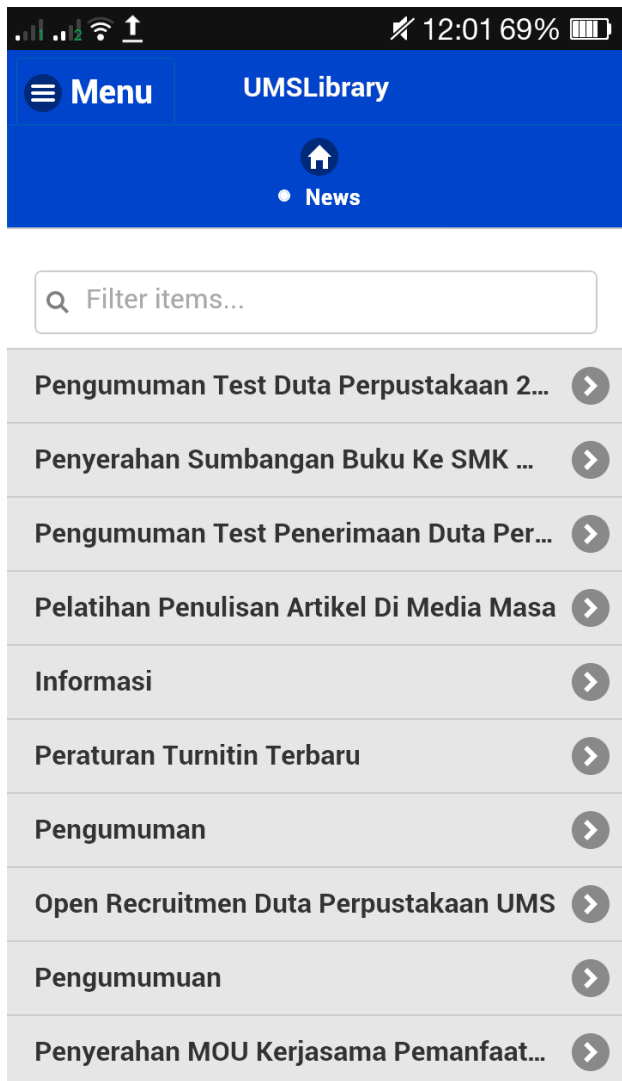 12:01 69%
Menu
UMSLibrary
News
Filter items...
Pengumuman Test Duta Perpustakaan 2...
Penyerahan Sumbangan Buku Ke SMK ...
Pengumuman Test Penerimaan Duta Per...
Pelatihan Penulisan Artikel Di Media Masa
Informasi
Peraturan Turnitin Terbaru
Pengumuman
Open Recruitmen Duta Perpustakaan UMS
Pengumumuan
Penyerahan MOU Kerjasama Pemanfaat...